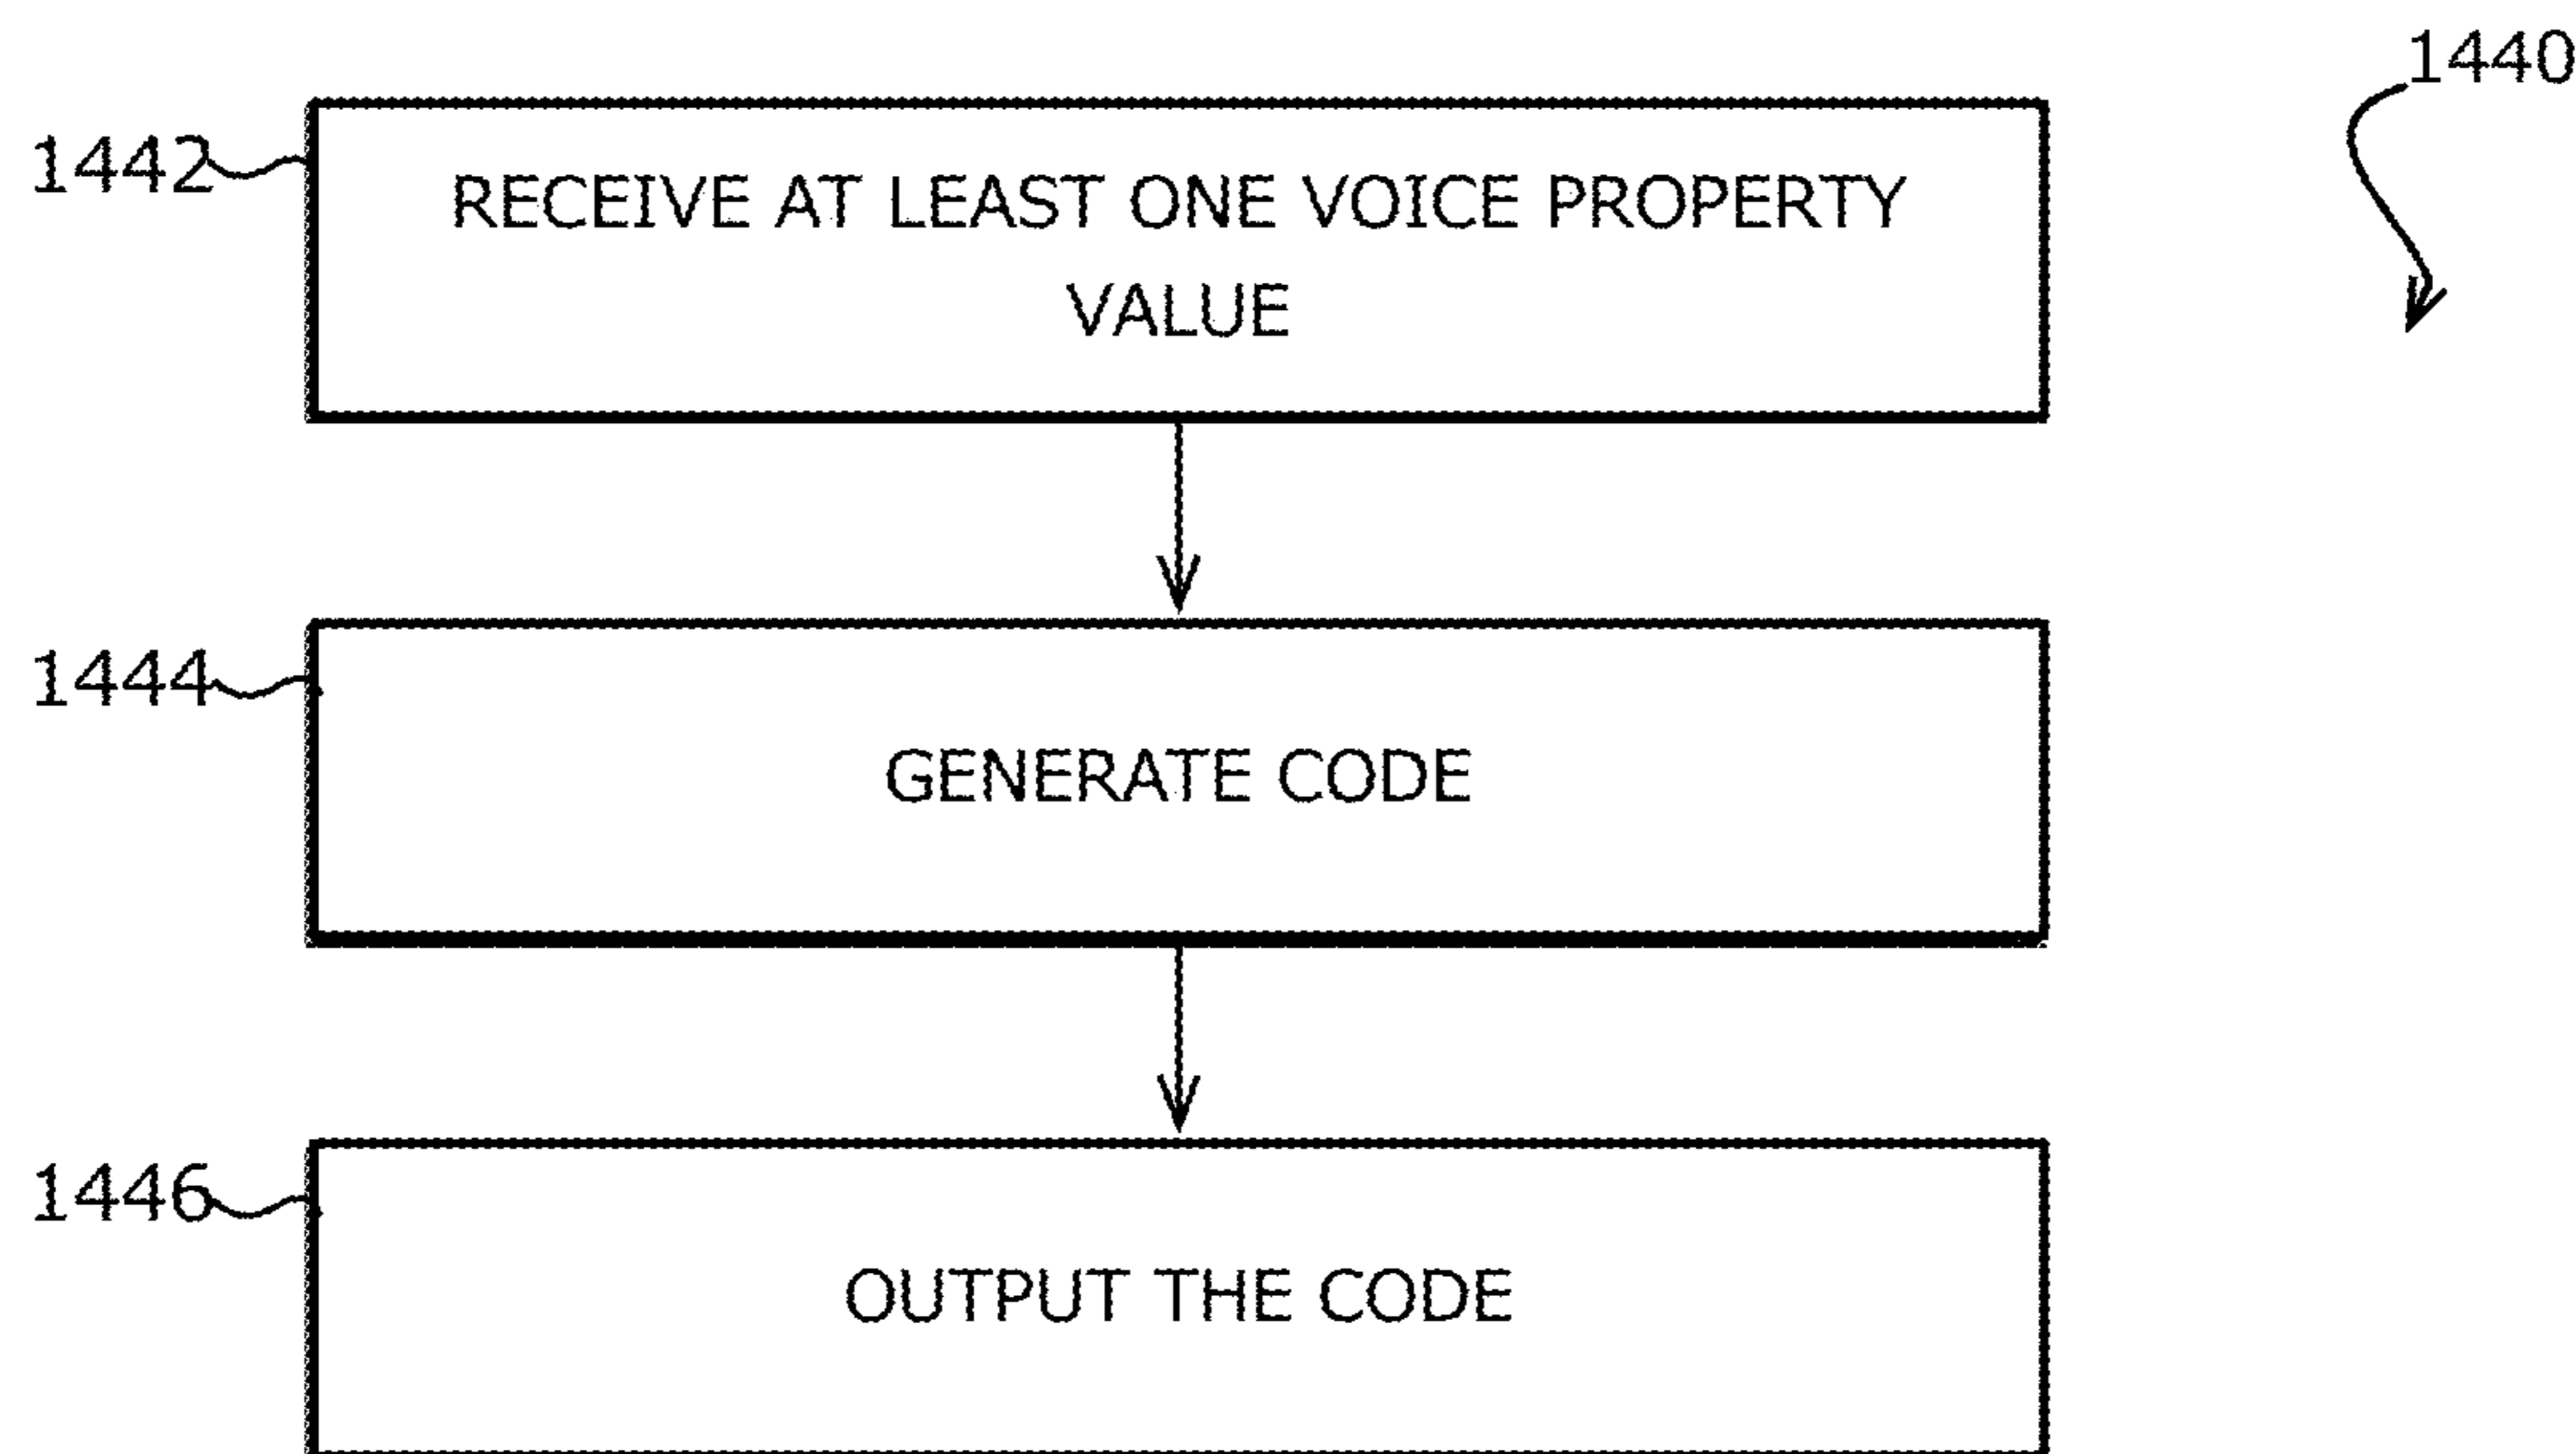 1440
1442
RECEIVE AT LEAST ONE VOICE PROPERTY
VALUE
1444
GENERATE CODE
1446
OUTPUT THE CODE